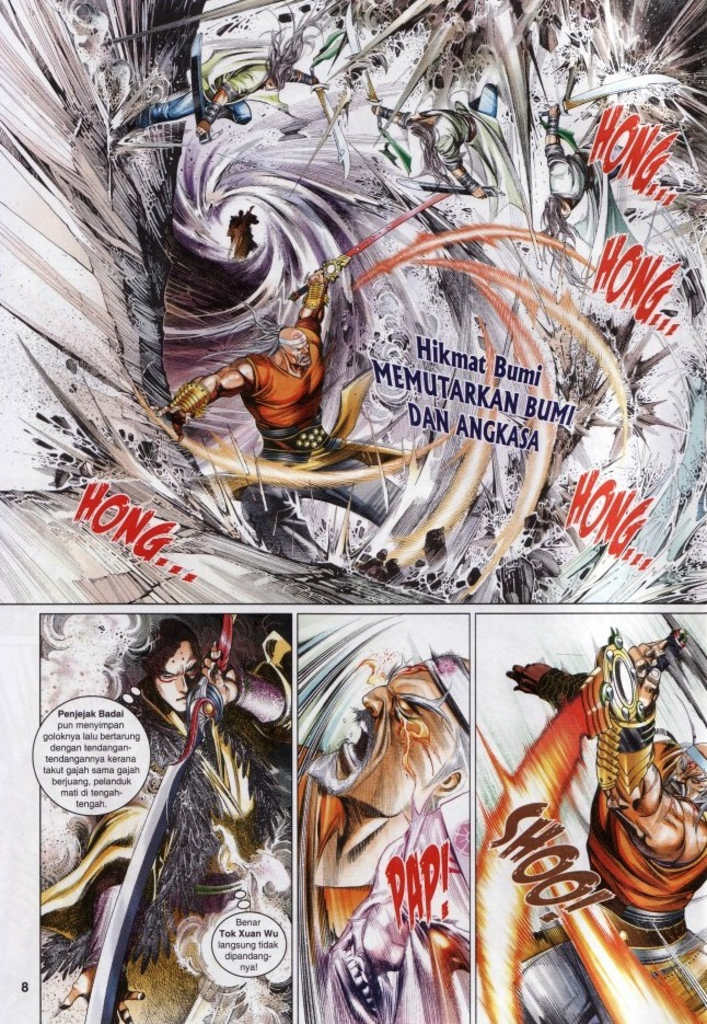 HONG...
HONG...
Hikmat Bumi
MEMUTARKAN BUMI
DAN ANGKASA
HONG...
HONG...
Penjejak Badai
pun menyimpan
goloknya lalu bertarung
dengan tendangan-
tendangannya kerana
takut gajah sama gajah
berjuang, pelanduk
mati di tengah-
tengah.
Benar
Tok Xuan Wu
langsung tidak
dipandang-
nya!
PAP!
SHOO!
8